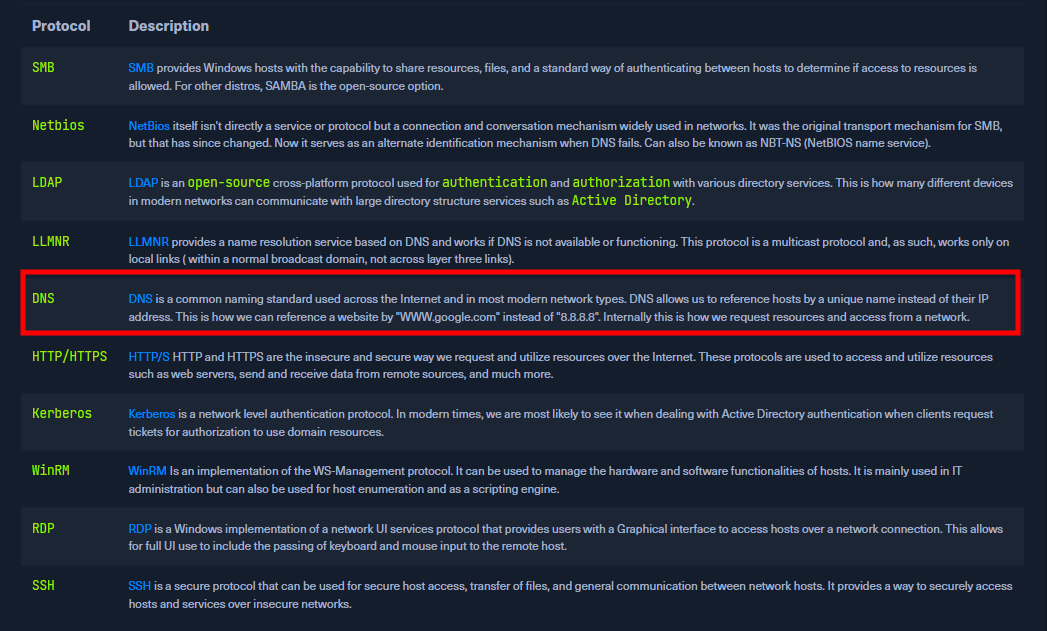 Protocol Description
SMB SMB provides Windows hosts with the capability to share resources, files, and a standard way of authenticating between hosts to determine if access to resources is
allowed. For other distros, SAMBA is the open-source option.
Netbios NetBios itself isn't directly a service or protocol but a connection and conversation mechanism widely used in networks. It was the original transport mechanism for SMB,
but that has since changed. Now it serves as an alternate identification mechanism when DNS fails. Can also be known as NBT-NS (NetBIOS name service).
LDAP LDAP is an open-source cross-platform protocol used for authentication and authorization with various directory services. This is how many different devices
in modern networks can communicate with large directory structure services such as Active Directory.
LLMNR LLMNR provides a name resolution service based on DNS and works if DNS is not available or functioning. This protocol is a multicast protocol and, as such, works only on
local links ( within a normal broadcast domain, not across layer three links).
DNS DNS is a common naming standard used across the Internet and in most modern network types. DNS allows us to reference hosts by a unique name instead of their IP
address. This is how we can reference a website by "WWW.google.com" instead of "8.8.8.8". Internally this is how we request resources and access from a network.
HTTP/HTTPS HTTP/S HTTP and HTTPS are the insecure and secure way we request and utilize resources over the Internet. These protocols are used to access and utilize resources
such as web servers, send and receive data from remote sources, and much more.
Kerberos Kerberos is a network level authentication protocol. In modern times, we are most likely to see it when dealing with Active Directory authentication when clients request
tickets for authorization to use domain resources.
WinRM WinRM Is an implementation of the WS-Management protocol. It can be used to manage the hardware and software functionalities of hosts. It is mainly used in IT
administration but can also be used for host enumeration and as a scripting engine.
RDP RDP is a Windows implementation of a network UI services protocol that provides users with a Graphical interface to access hosts over a network connection. This allows
for full UI use to include the passing of keyboard and mouse input to the remote host.
SSH SSH is a secure protocol that can be used for secure host access, transfer of files, and general communication between network hosts. It provides a way to securely access
hosts and services over insecure networks.